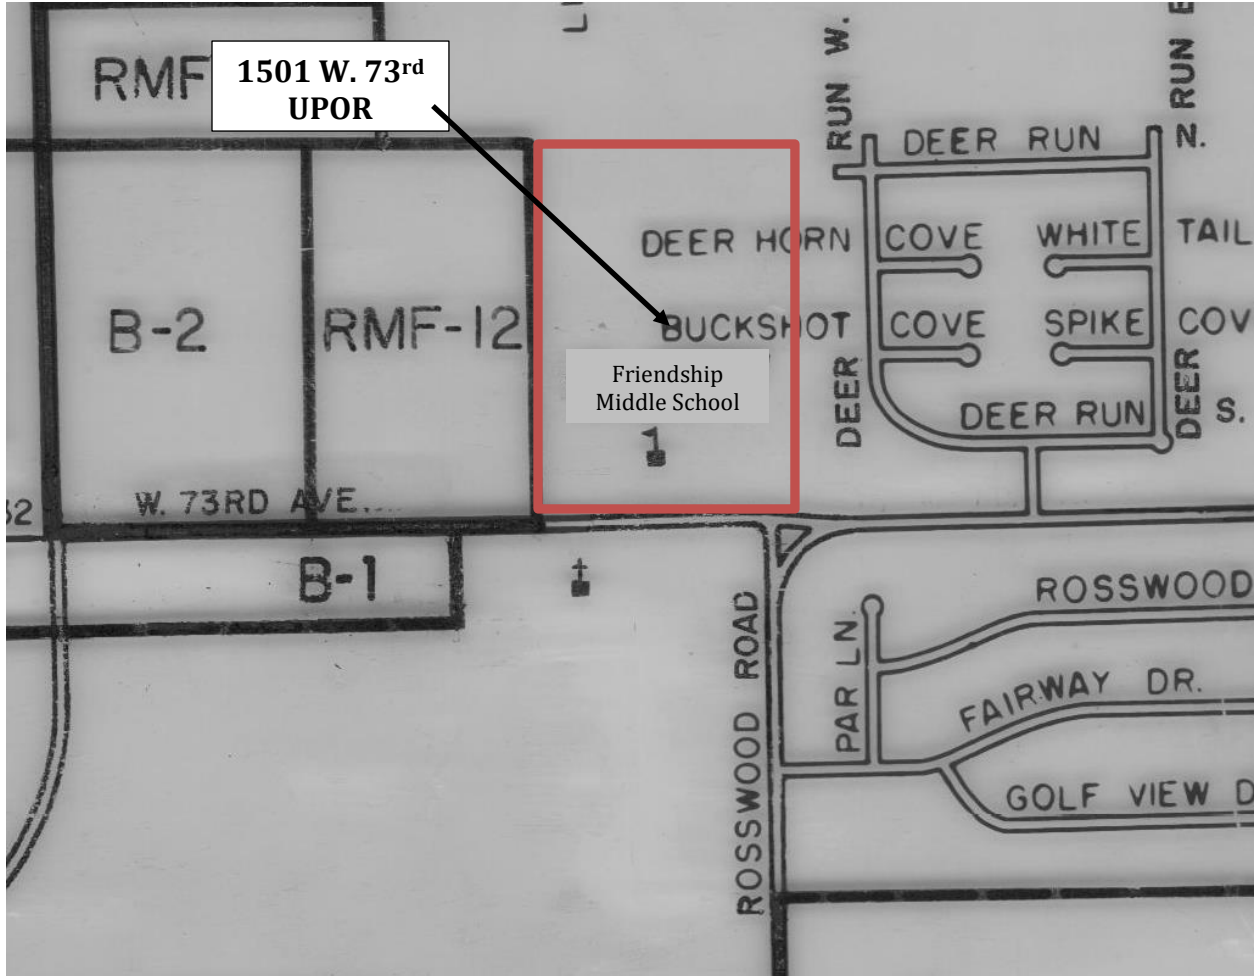 LI
RUN W.
N. RUN E
RMF
1501 W. 73rd
UPOR
DEER RUN
DEER HORN COVE
WHITE TAIL
B-2
RMF-12
BUCKSHOT COVE
SPIKE COV
Friendship
Middle School
DEER
DEER RUN
S. DEER
W. 73RD AVE.
B-1
ROSSWOOD ROAD
PAR LN.
ROSSWOOD
FAIRWAY DR.
GOLF VIEW D